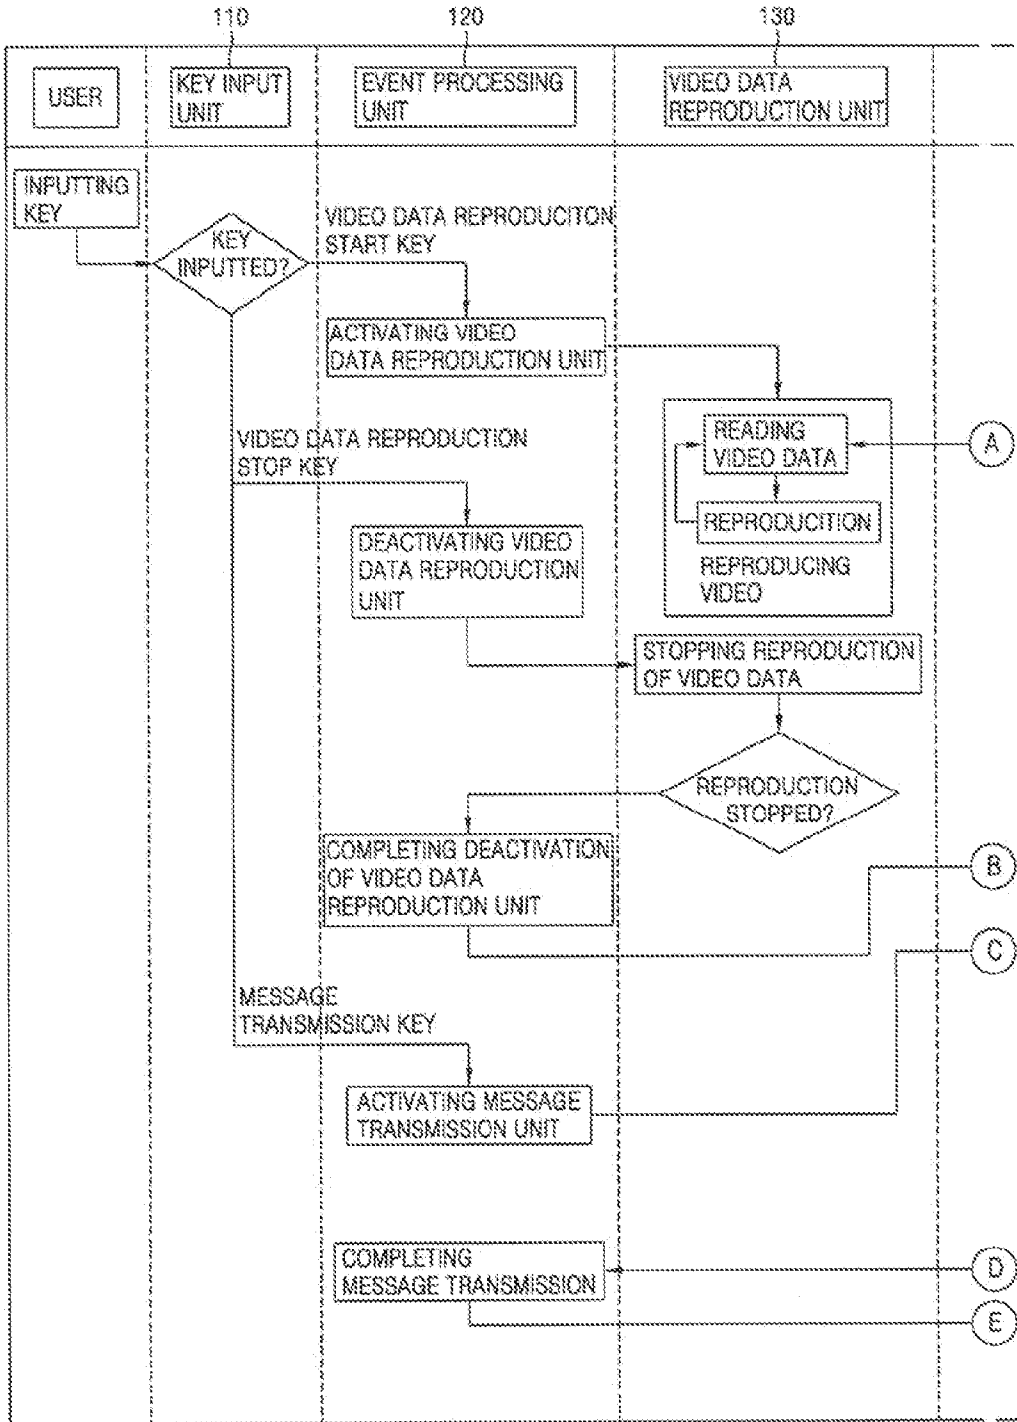 110
120
130
USER
KEY INPUT
UNIT
EVENT PROCESSING
UNIT
VIDEO DATA
REPRODUCTION UNIT
INPUTTING
KEY
KEY
INPUTTED?
VIDEO DATA REPRODUCITON
START KEY
ACTIVATING VIDEO
DATA REPRODUCTION UNIT
READING
VIDEO DATA
A
REPRODUCITION
REPRODUCING
VIDEO
VIDEO DATA REPRODUCTION
STOP KEY
DEACTIVATING VIDEO
DATA REPRODUCTION
UNIT
STOPPING REPRODUCTION
OF VIDEO DATA
REPRODUCTION
STOPPED?
COMPLETING DEACTIVATION
OF VIDEO DATA
REPRODUCTION UNIT
B
C
MESSAGE
TRANSMISSION KEY
ACTIVATING MESSAGE
TRANSMISSION UNIT
COMPLETING
MESSAGE TRANSMISSION
D
E